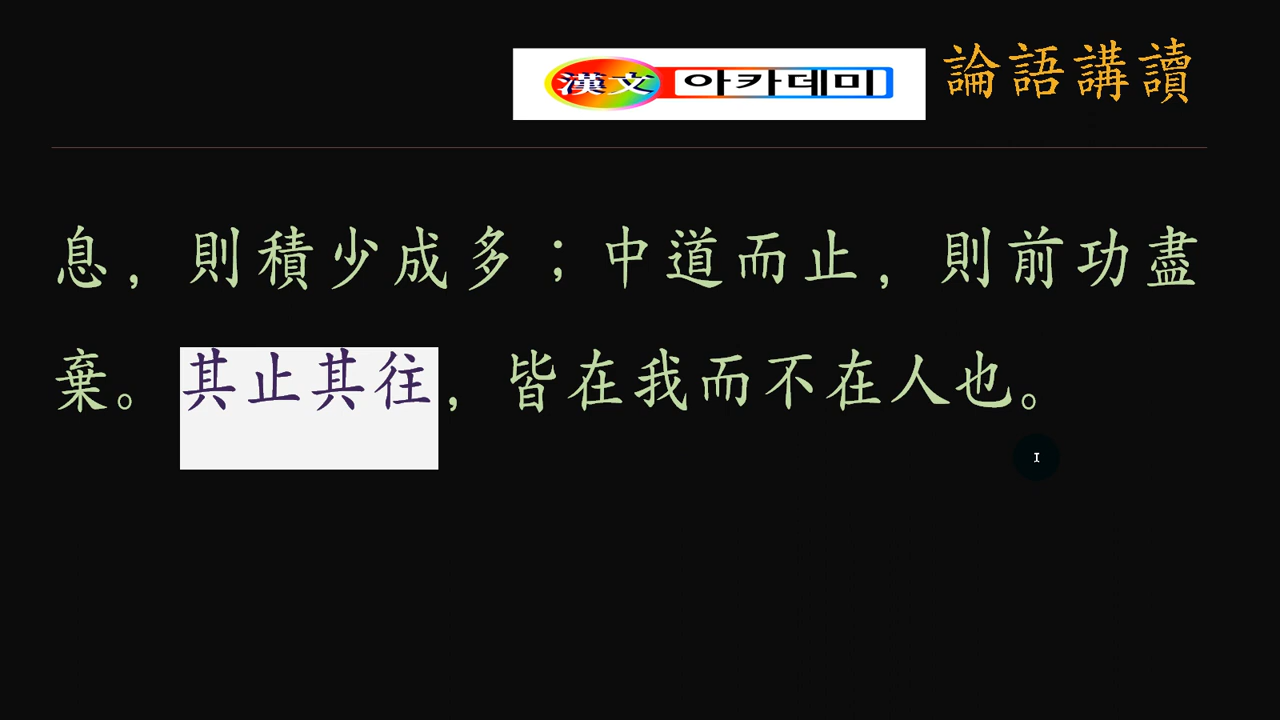 漢文 아카데미 論語講讀
息，則積少成多；中道而止，則前功盡
棄。其止其往，皆在我而不在人也。